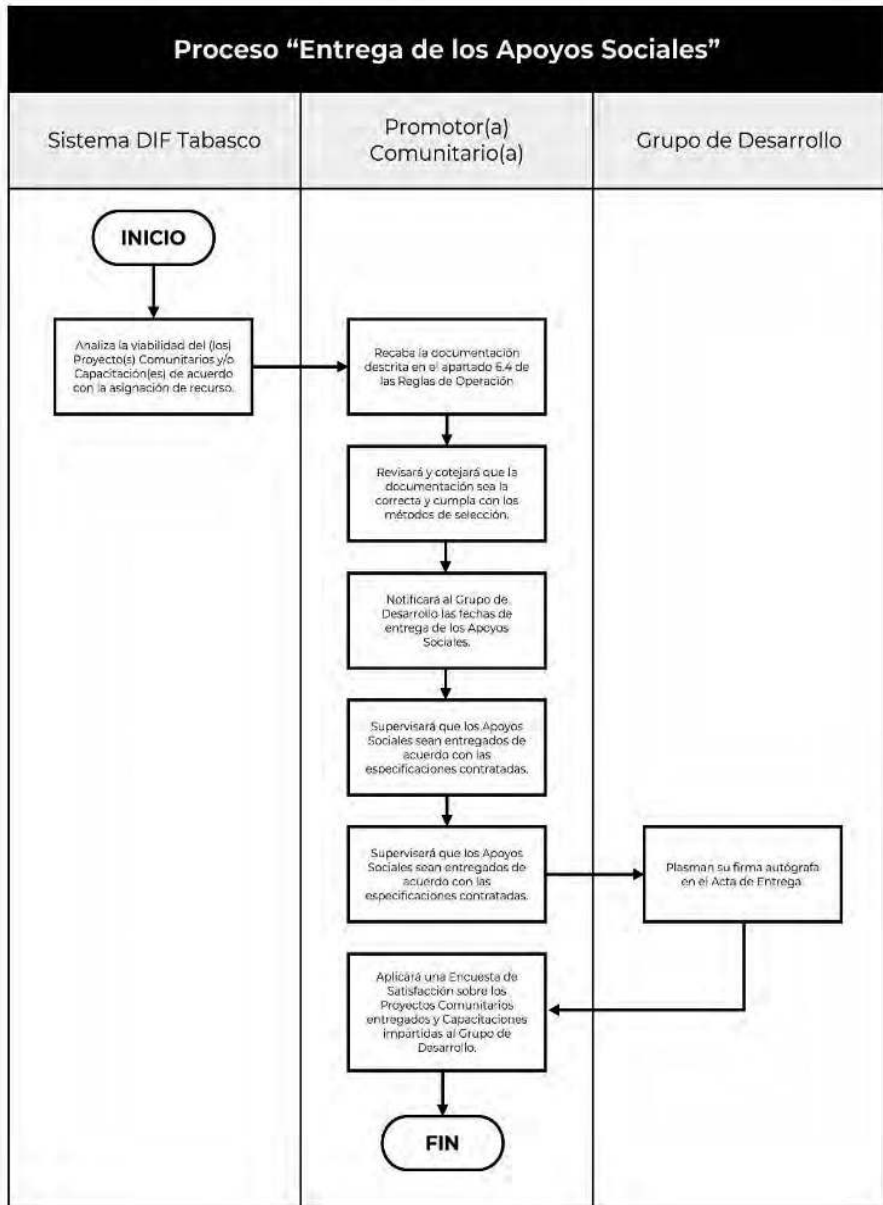 Proceso “Entrega de los Apoyos Sociales”
Sistema DIF Tabasco
Promotor(a)
Comunitario(a)
Grupo de Desarrollo
INICIO
Analiza la viabilidad del (los)
Proyecto(s) Comunitarios y/o
Capacitación(es) de acuerdo
con la asignación de recurso.
Recaba la documentación
descrita en el apartado 6.4 de
las Reglas de Operación
Revisará y cotejará que la
documentación sea la
correcta y cumpla con los
métodos de selección.
Notificará al Grupo de
Desarrollo las fechas de
entrega de los Apoyos
Sociales.
Supervisará que los Apoyos
Sociales sean entregados de
acuerdo con las
especificaciones contratadas.
Supervisará que los Apoyos
Sociales sean entregados de
acuerdo con las
especificaciones contratadas.
Plasman su firma autógrafa
en el Acta de Entrega
Aplicará una Encuesta de
Satisfacción sobre los
Proyectos Comunitarios
entregados y Capacitaciones
impartidas al Grupo de
Desarrollo.
FIN